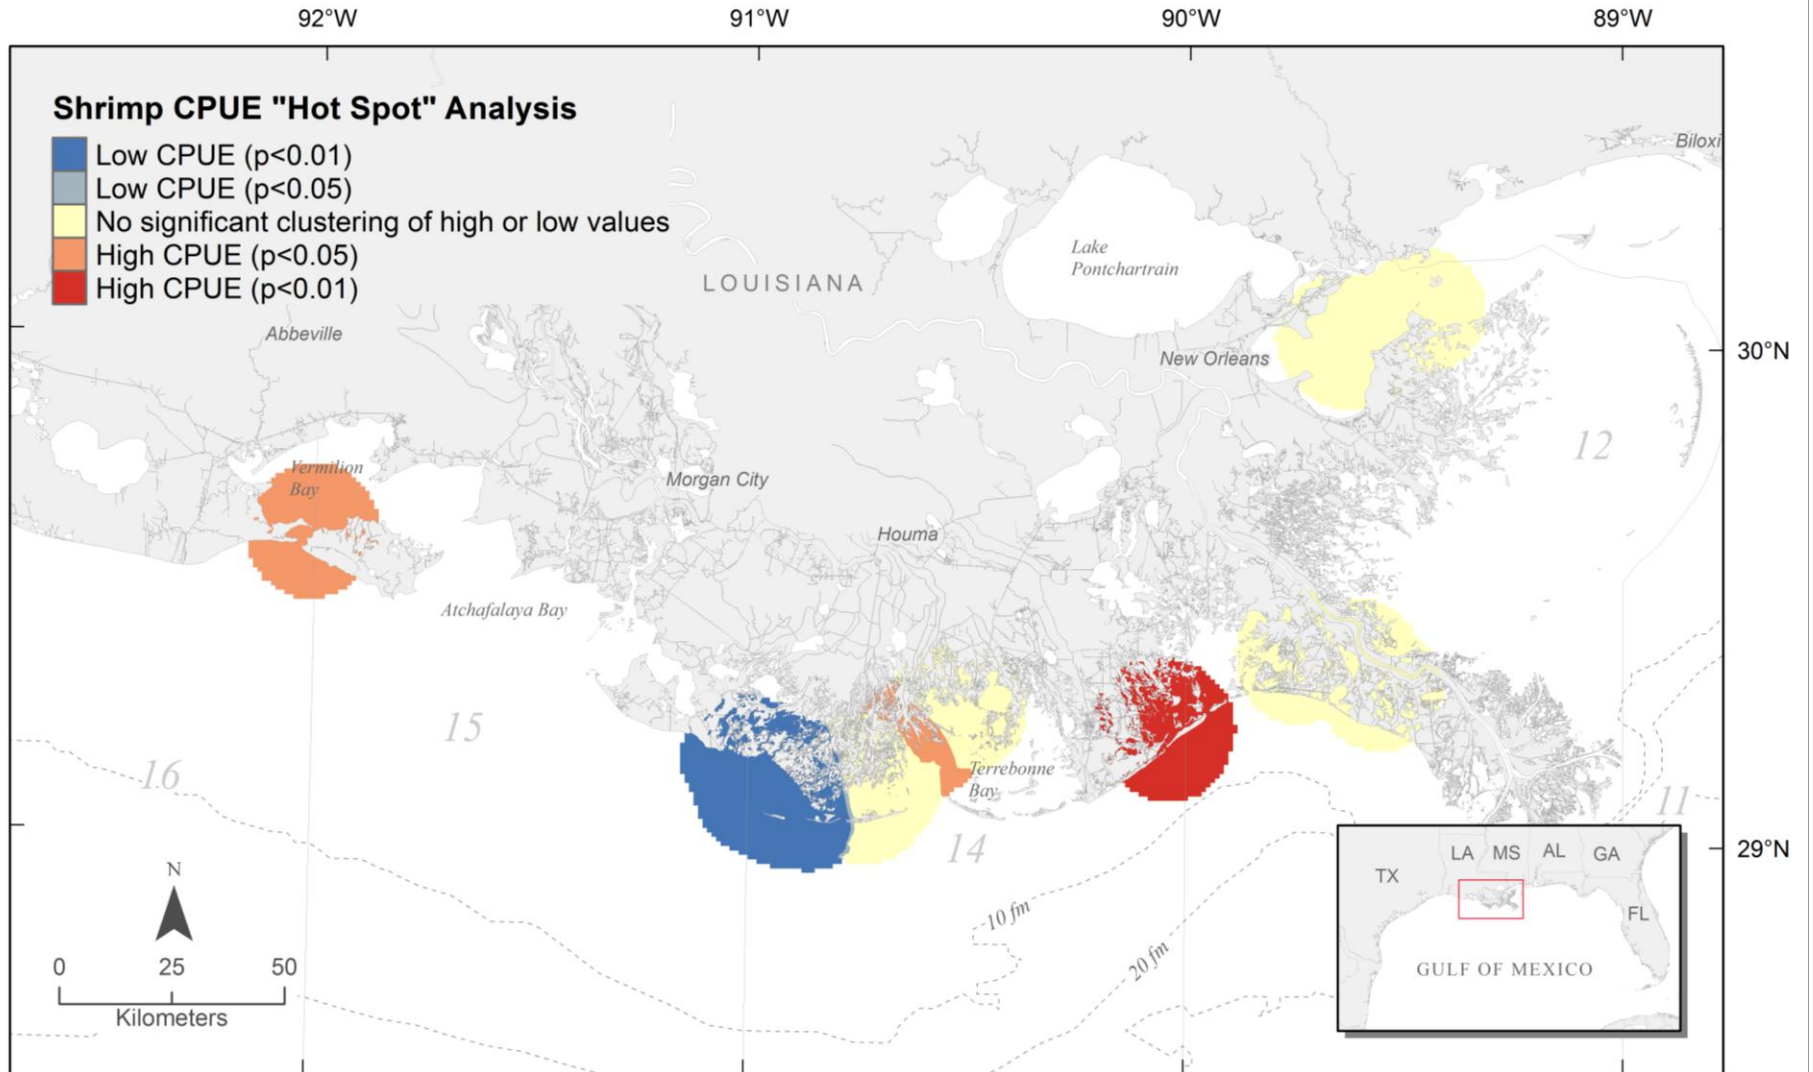 92°W
91°W
90°W
89°W
Shrimp CPUE "Hot Spot" Analysis
Low CPUE (p<0.01)
Low CPUE (p<0.05)
No significant clustering of high or low values
High CPUE (p<0.05)
High CPUE (p<0.01)
Biloxi
Lake
Pontchartrain
LOUISIANA
Abbeville
New Orleans
30°N
12
Vermilion
Bay
Morgan City
Houma
Atchafalaya Bay
15
16
Terrebonne
Bay
11
14
29°N
10 fm
20 fm
N
0 25 50
Kilometers
LA MS AL GA
TX
FL
GULF OF MEXICO